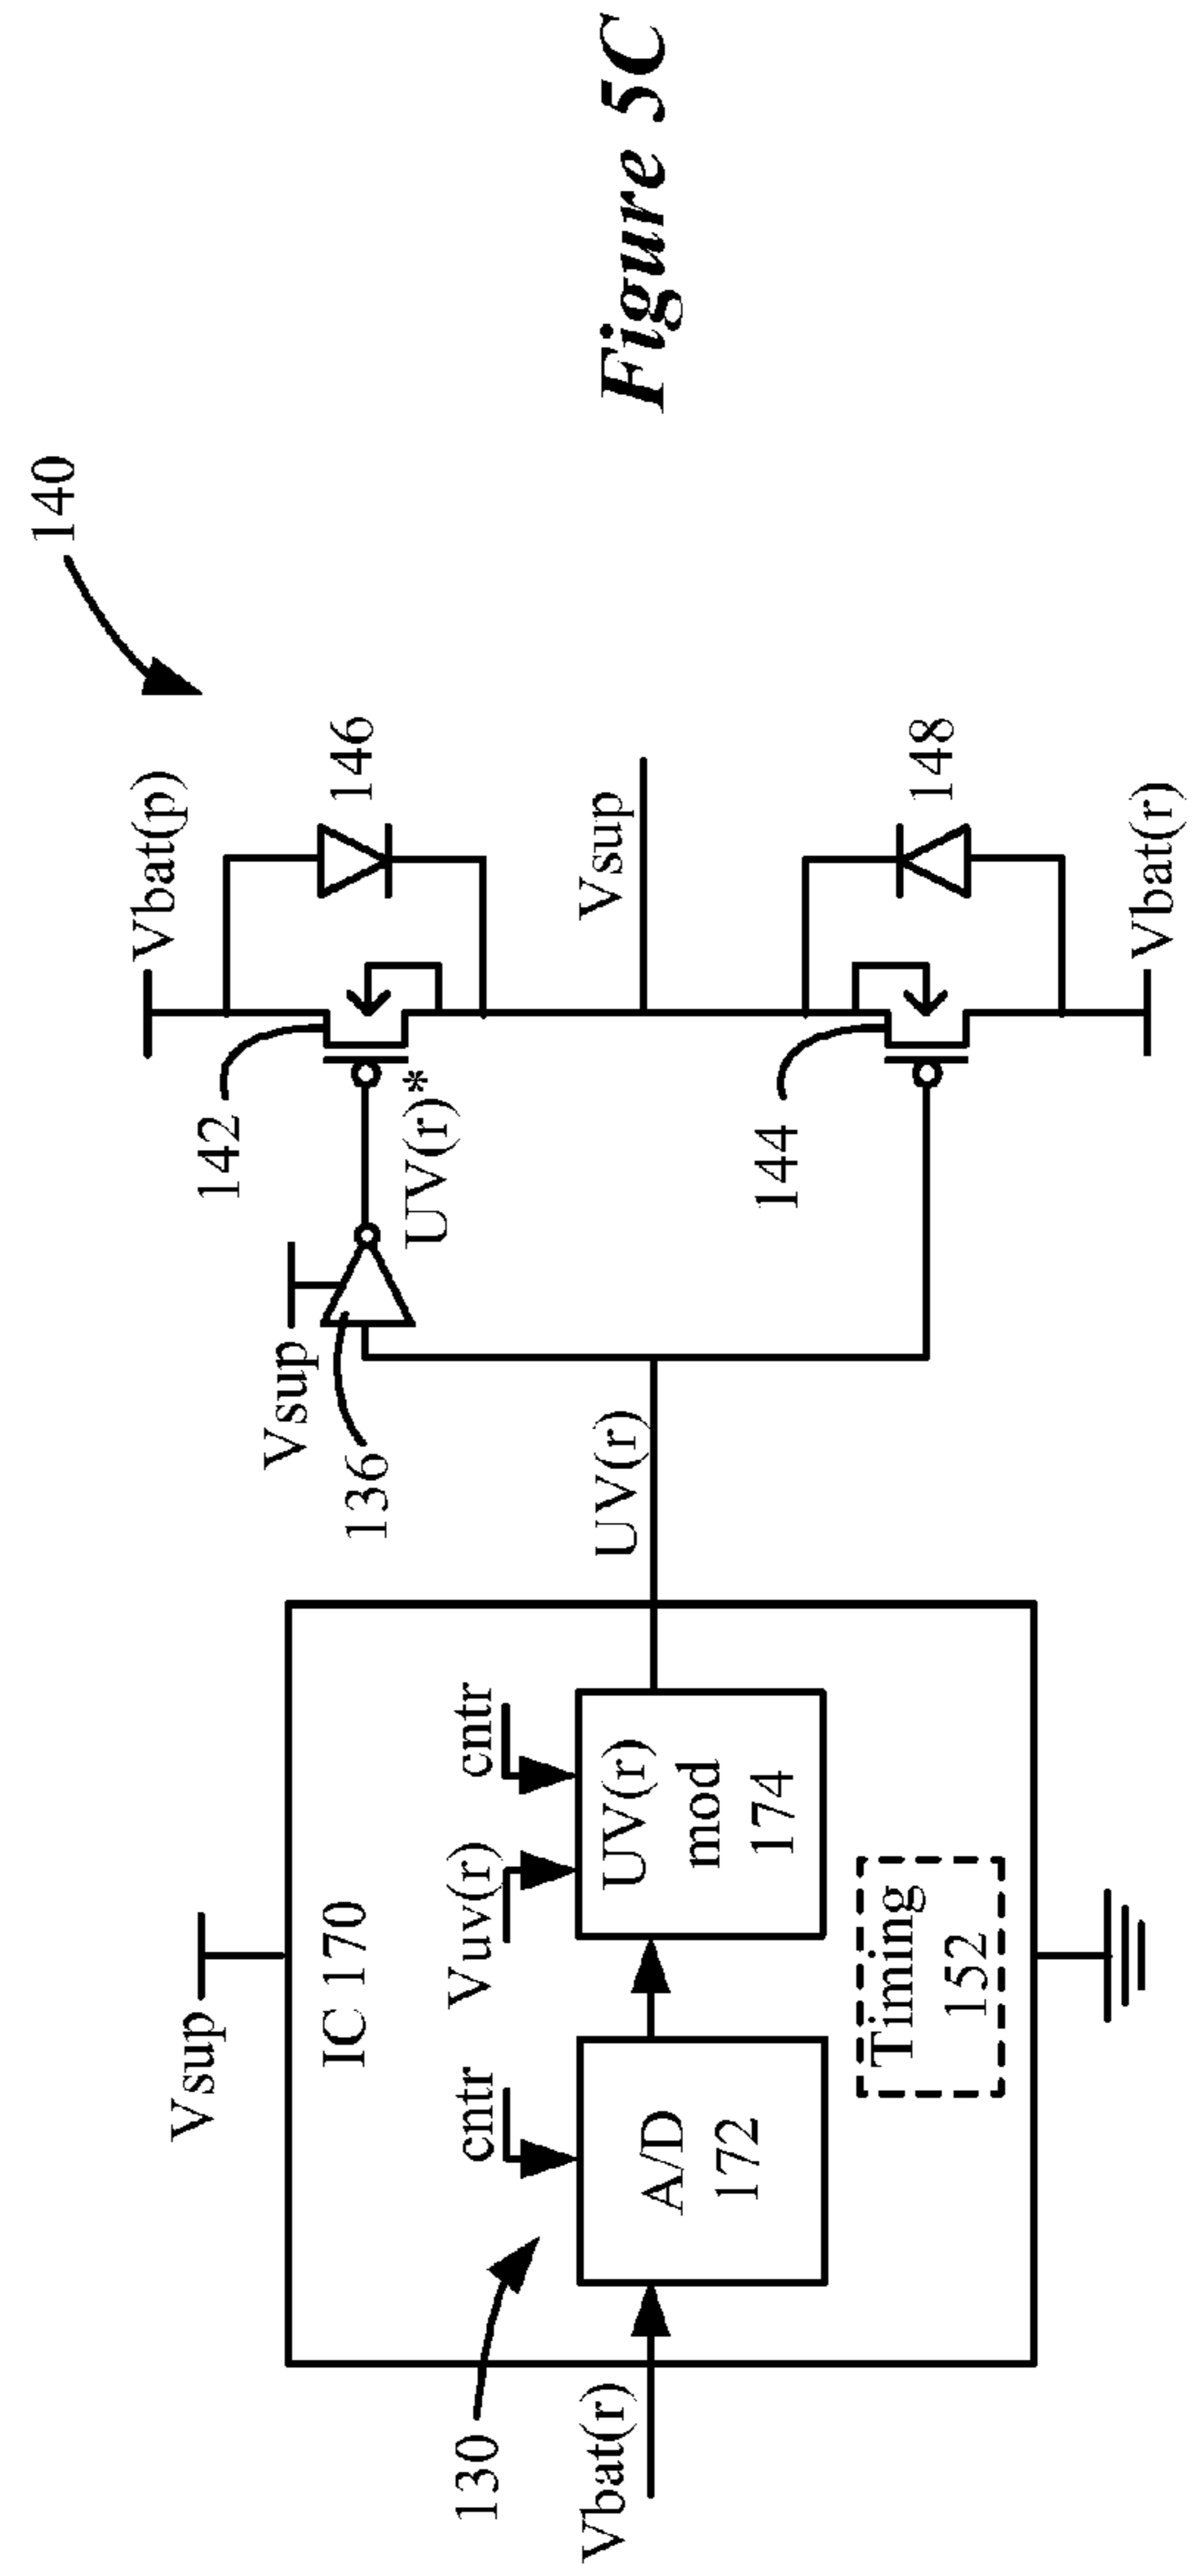 140
Vbat(p)
142
146
Vsup
136
UV(r)*
Vsup
UV(r)
144
148
Vbat(r)
Vsup
IC 170
130
cntr
Vuv(r)
cntr
Vbat(r)
A/D
172
UV(r)
mod
174
Timing
152
Figure 5C